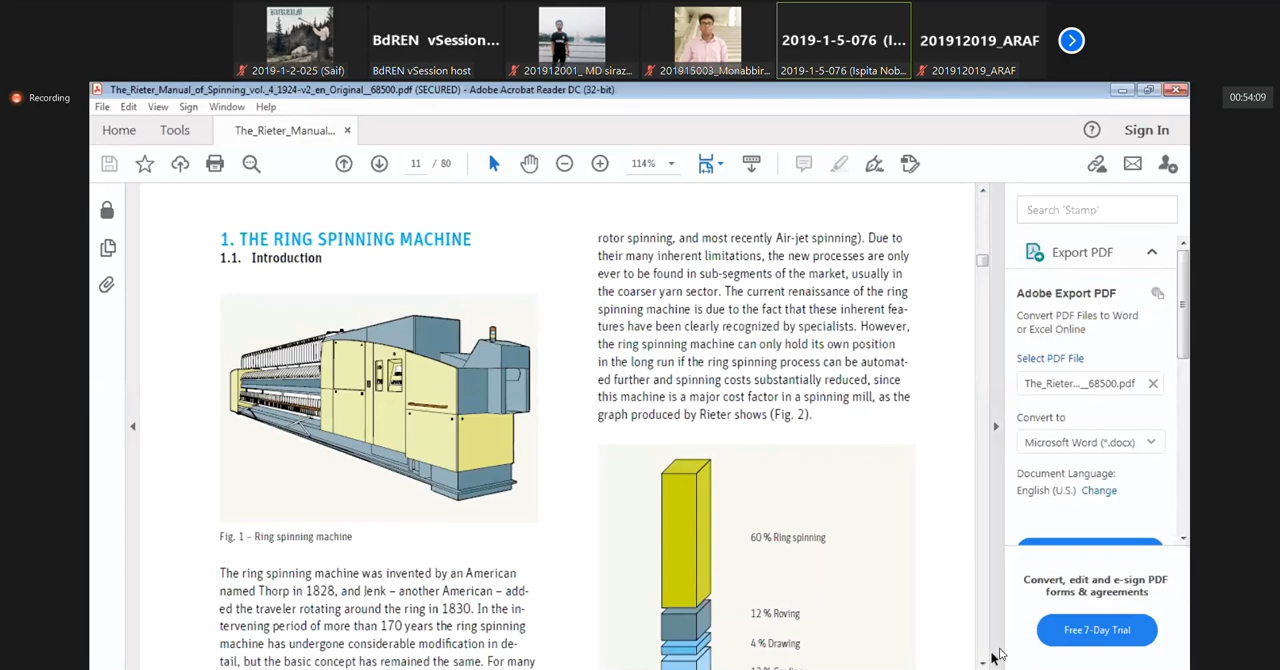 BURZUM
BdREN vSession...
2019-1-5-076 (I...
201912019_ARAF
2019-1-2-025 (Saif)
BdREN vSession host
201912001_ MD siraz...
201915003_Monabbir...
2019-1-5-076 (Ispita Nob...
201912019_ARAF
Recording
00:54:09
The_Rieter_Manual_of_Spinning_vol._4_1924-v2_en_Original__68500.pdf (SECURED) - Adobe Acrobat Reader DC (32-bit)
File Edit View Sign Window Help
Home Tools The_Rieter_Manual... ×
Sign In
11 / 80
114%
1. THE RING SPINNING MACHINE
1.1. Introduction
Fig. 1 – Ring spinning machine
The ring spinning machine was invented by an American
named Thorp in 1828, and Jenk – another American – add-
ed the traveler rotating around the ring in 1830. In the in-
tervening period of more than 170 years the ring spinning
machine has undergone considerable modification in de-
tail, but the basic concept has remained the same. For many
rotor spinning, and most recently Air-jet spinning). Due to
their many inherent limitations, the new processes are only
ever to be found in sub-segments of the market, usually in
the coarser yarn sector. The current renaissance of the ring
spinning machine is due to the fact that these inherent fea-
tures have been clearly recognized by specialists. However,
the ring spinning machine can only hold its own position
in the long run if the ring spinning process can be automat-
ed further and spinning costs substantially reduced, since
this machine is a major cost factor in a spinning mill, as the
graph produced by Rieter shows (Fig. 2).
60 % Ring spinning
12 % Roving
4 % Drawing
Search 'Stamp'
Export PDF
Adobe Export PDF
Convert PDF Files to Word
or Excel Online
Select PDF File
The_Rieter..._68500.pdf
Convert to
Microsoft Word (*.docx)
Document Language:
English (U.S.) Change
Convert, edit and e-sign PDF
forms & agreements
Free 7-Day Trial